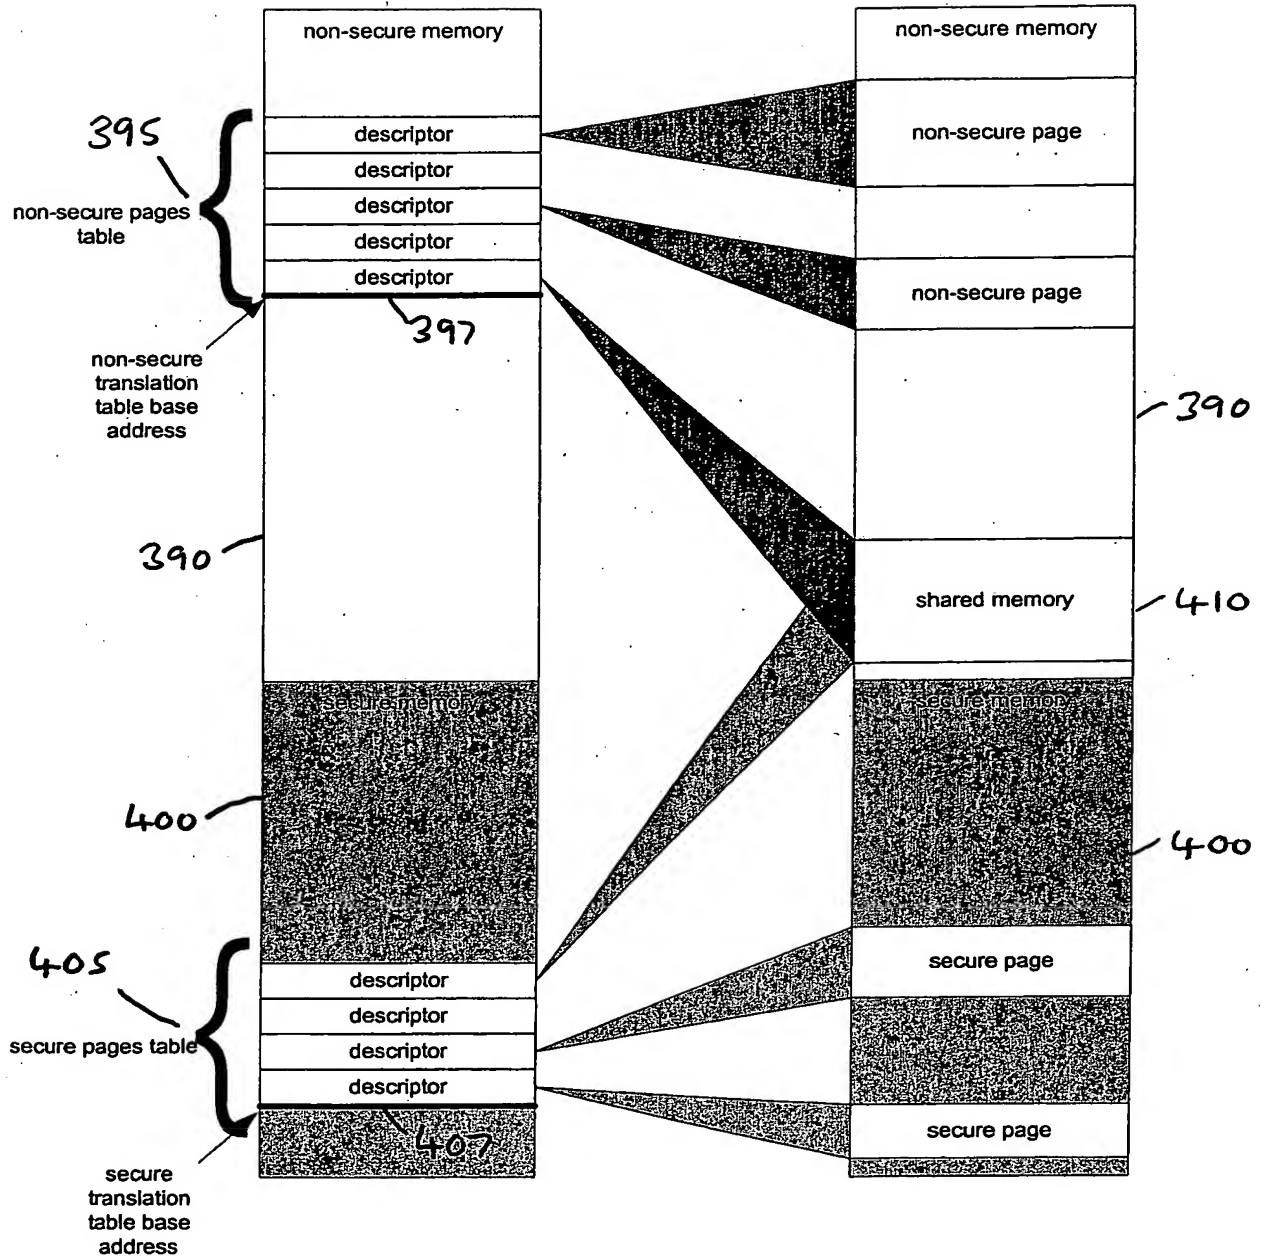 non-secure memory
395
non-secure pages
table
descriptor
descriptor
descriptor
descriptor
descriptor
397
non-secure
translation
table base
address
390
secure memory
400
405
secure pages table
descriptor
descriptor
descriptor
descriptor
407
secure
translation
table base
address
non-secure memory
non-secure page
non-secure page
390
shared memory
410
secure memory
400
secure page
secure page